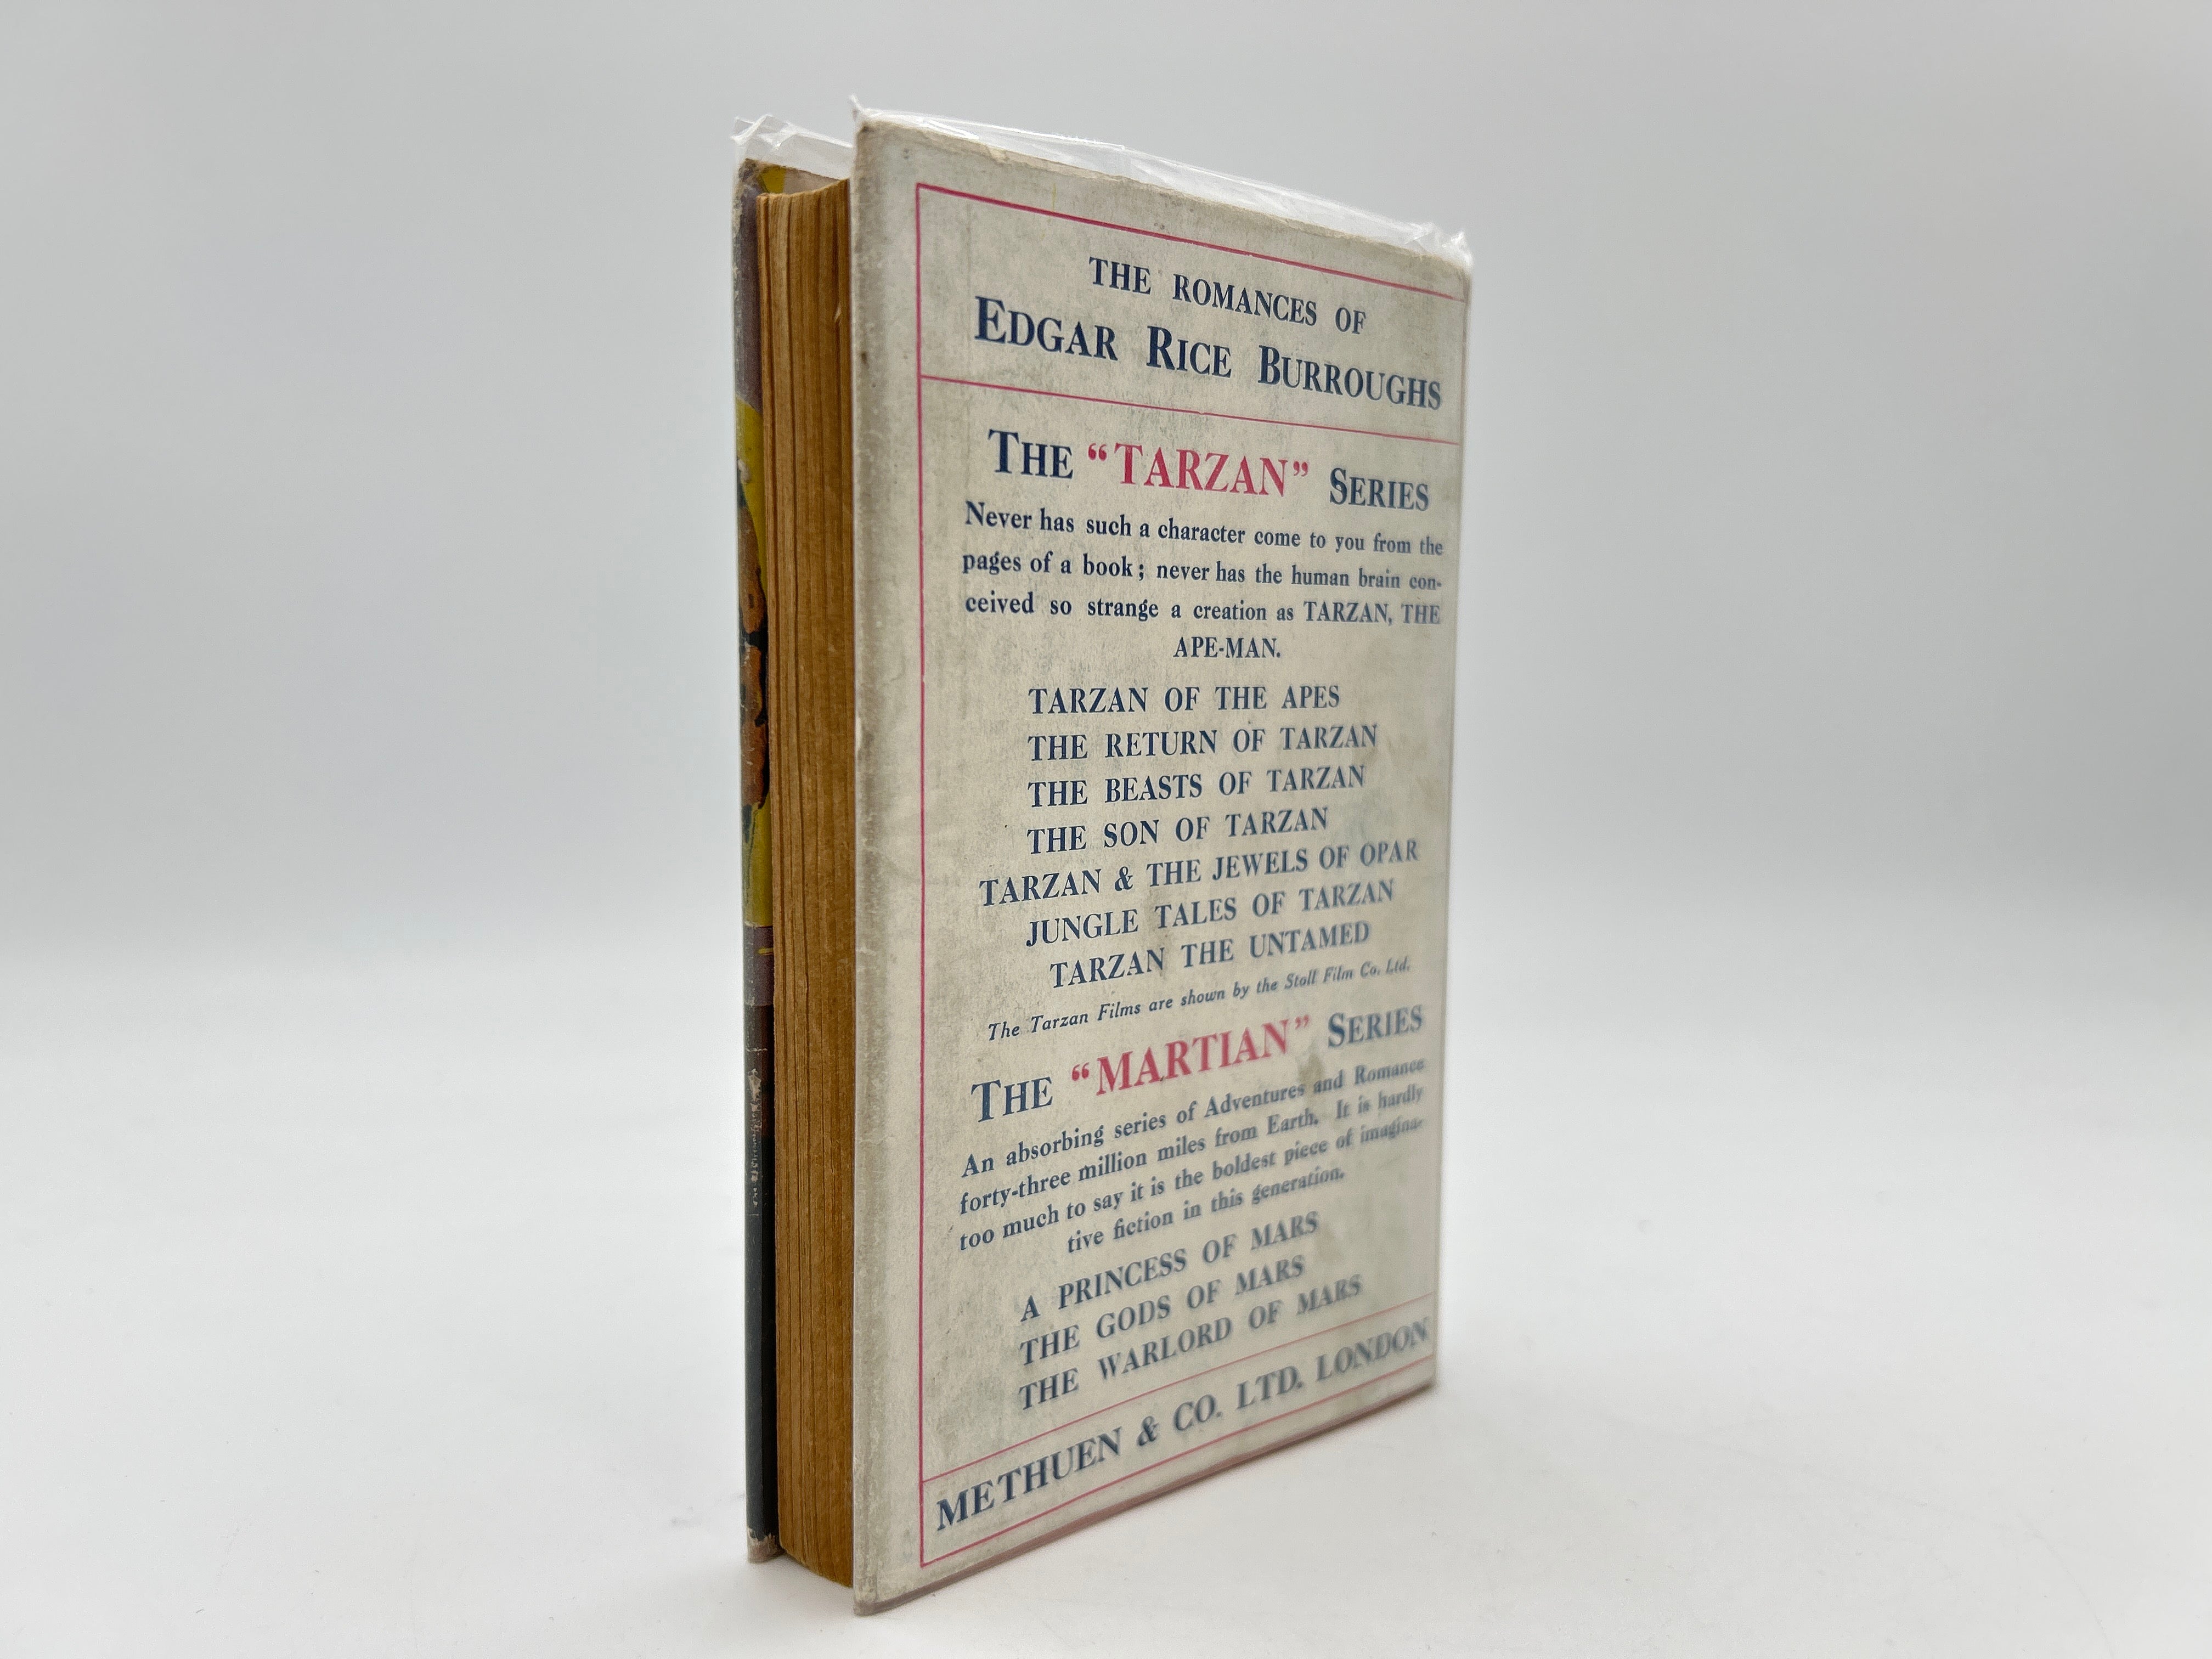 THE ROMANCES OF
EDGAR RICE BURROUGHS
THE “TARZAN” SERIES
Never has such a character come to you from the
pages of a book; never has the human brain con-
ceived so strange a creation as TARZAN, THE
APE-MAN.
TARZAN OF THE APES
THE RETURN OF TARZAN
THE BEASTS OF TARZAN
THE SON OF TARZAN
TARZAN & THE JEWELS OF OPAR
JUNGLE TALES OF TARZAN
TARZAN THE UNTAMED
The Tarzan Films are shown by the Stoll Film Co. Ltd.
THE “MARTIAN” SERIES
An absorbing series of Adventures and Romance
forty-three million miles from Earth. It is hardly
too much to say it is the boldest piece of imagina-
tive fiction in this generation.
A PRINCESS OF MARS
THE GODS OF MARS
THE WARLORD OF MARS
METHUEN & CO. LTD. LONDON